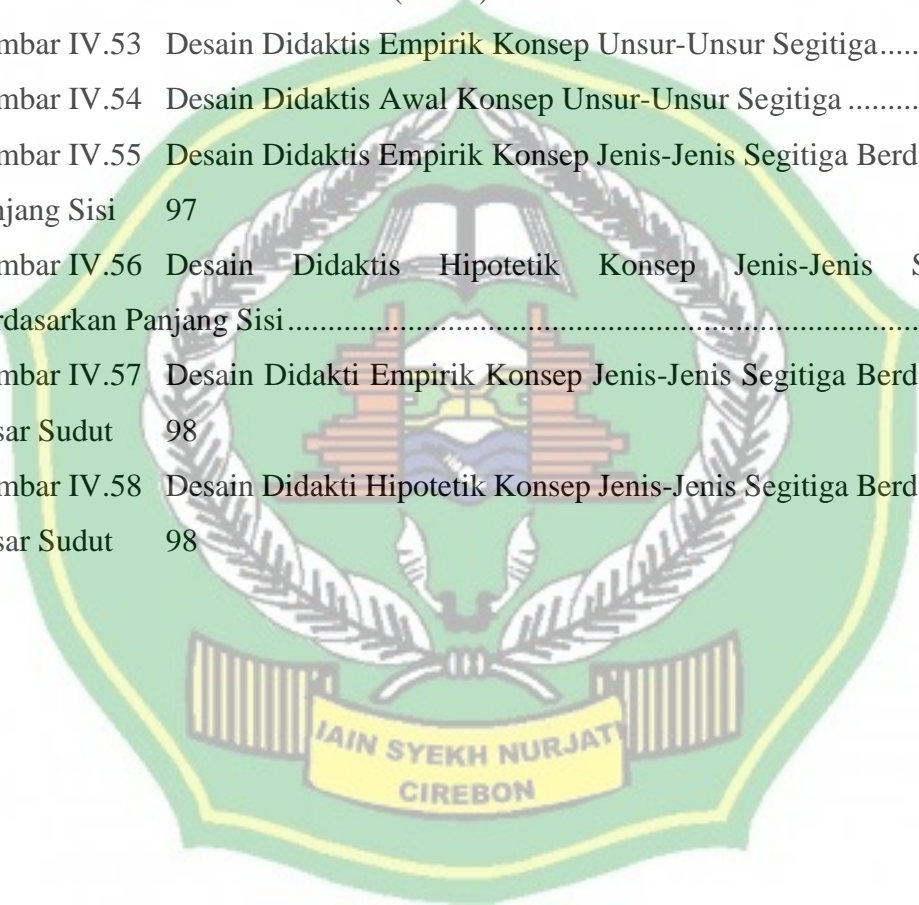 mbar IV.53 Desain Didaktis Empirik Konsep Unsur-Unsur Segitiga.....
mbar IV.54 Desain Didaktis Awal Konsep Unsur-Unsur Segitiga .........
mbar IV.55 Desain Didaktis Empirik Konsep Jenis-Jenis Segitiga Berd
njang Sisi 97
mbar IV.56 Desain Didaktis Hipotetik Konsep Jenis-Jenis S
rdasarkan Panjang Sisi..............................................................................
mbar IV.57 Desain Didakti Empirik Konsep Jenis-Jenis Segitiga Berd
sar Sudut 98
mbar IV.58 Desain Didakti Hipotetik Konsep Jenis-Jenis Segitiga Berd
sar Sudut 98
IAIN SYEKH NURJATI
CIREBON